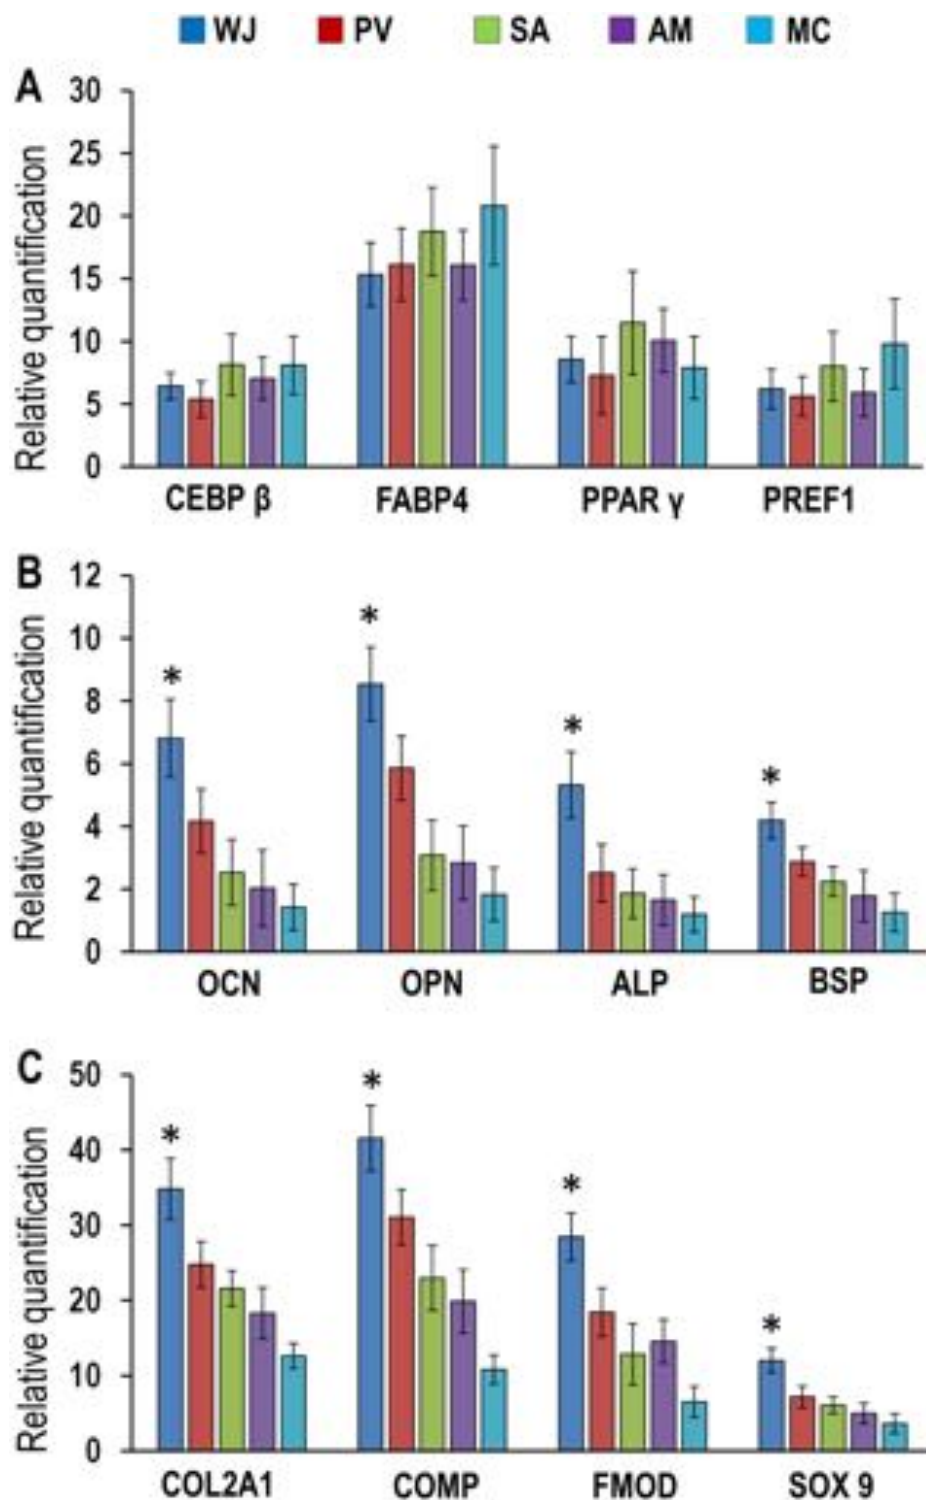 WJ PV SA AM MC
A
Relative quantification
30
25
20
15
10
5
0
CEBP β FABP4 PPAR γ PREF1
B
Relative quantification
12
10
8
6
4
2
0
* * * *
OCN OPN ALP BSP
C
Relative quantification
50
40
30
20
10
0
* * * *
COL2A1 COMP FMOD SOX 9